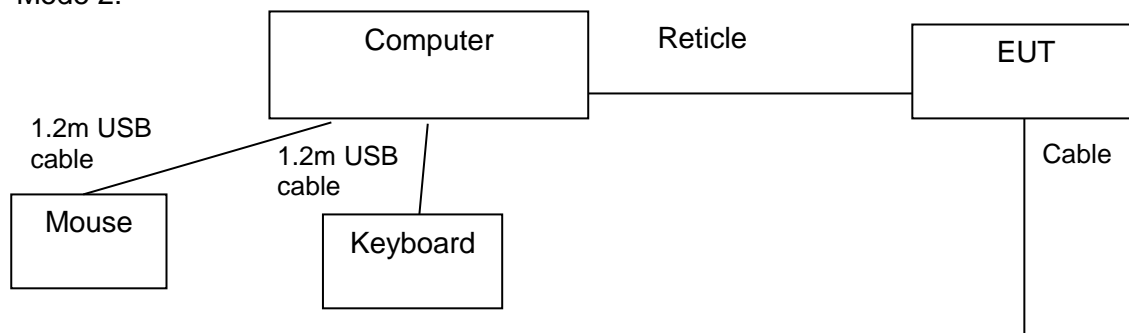 Mode 2:
Computer
Reticle
EUT
1.2m USB
cable
1.2m USB
cable
Cable
Mouse
Keyboard